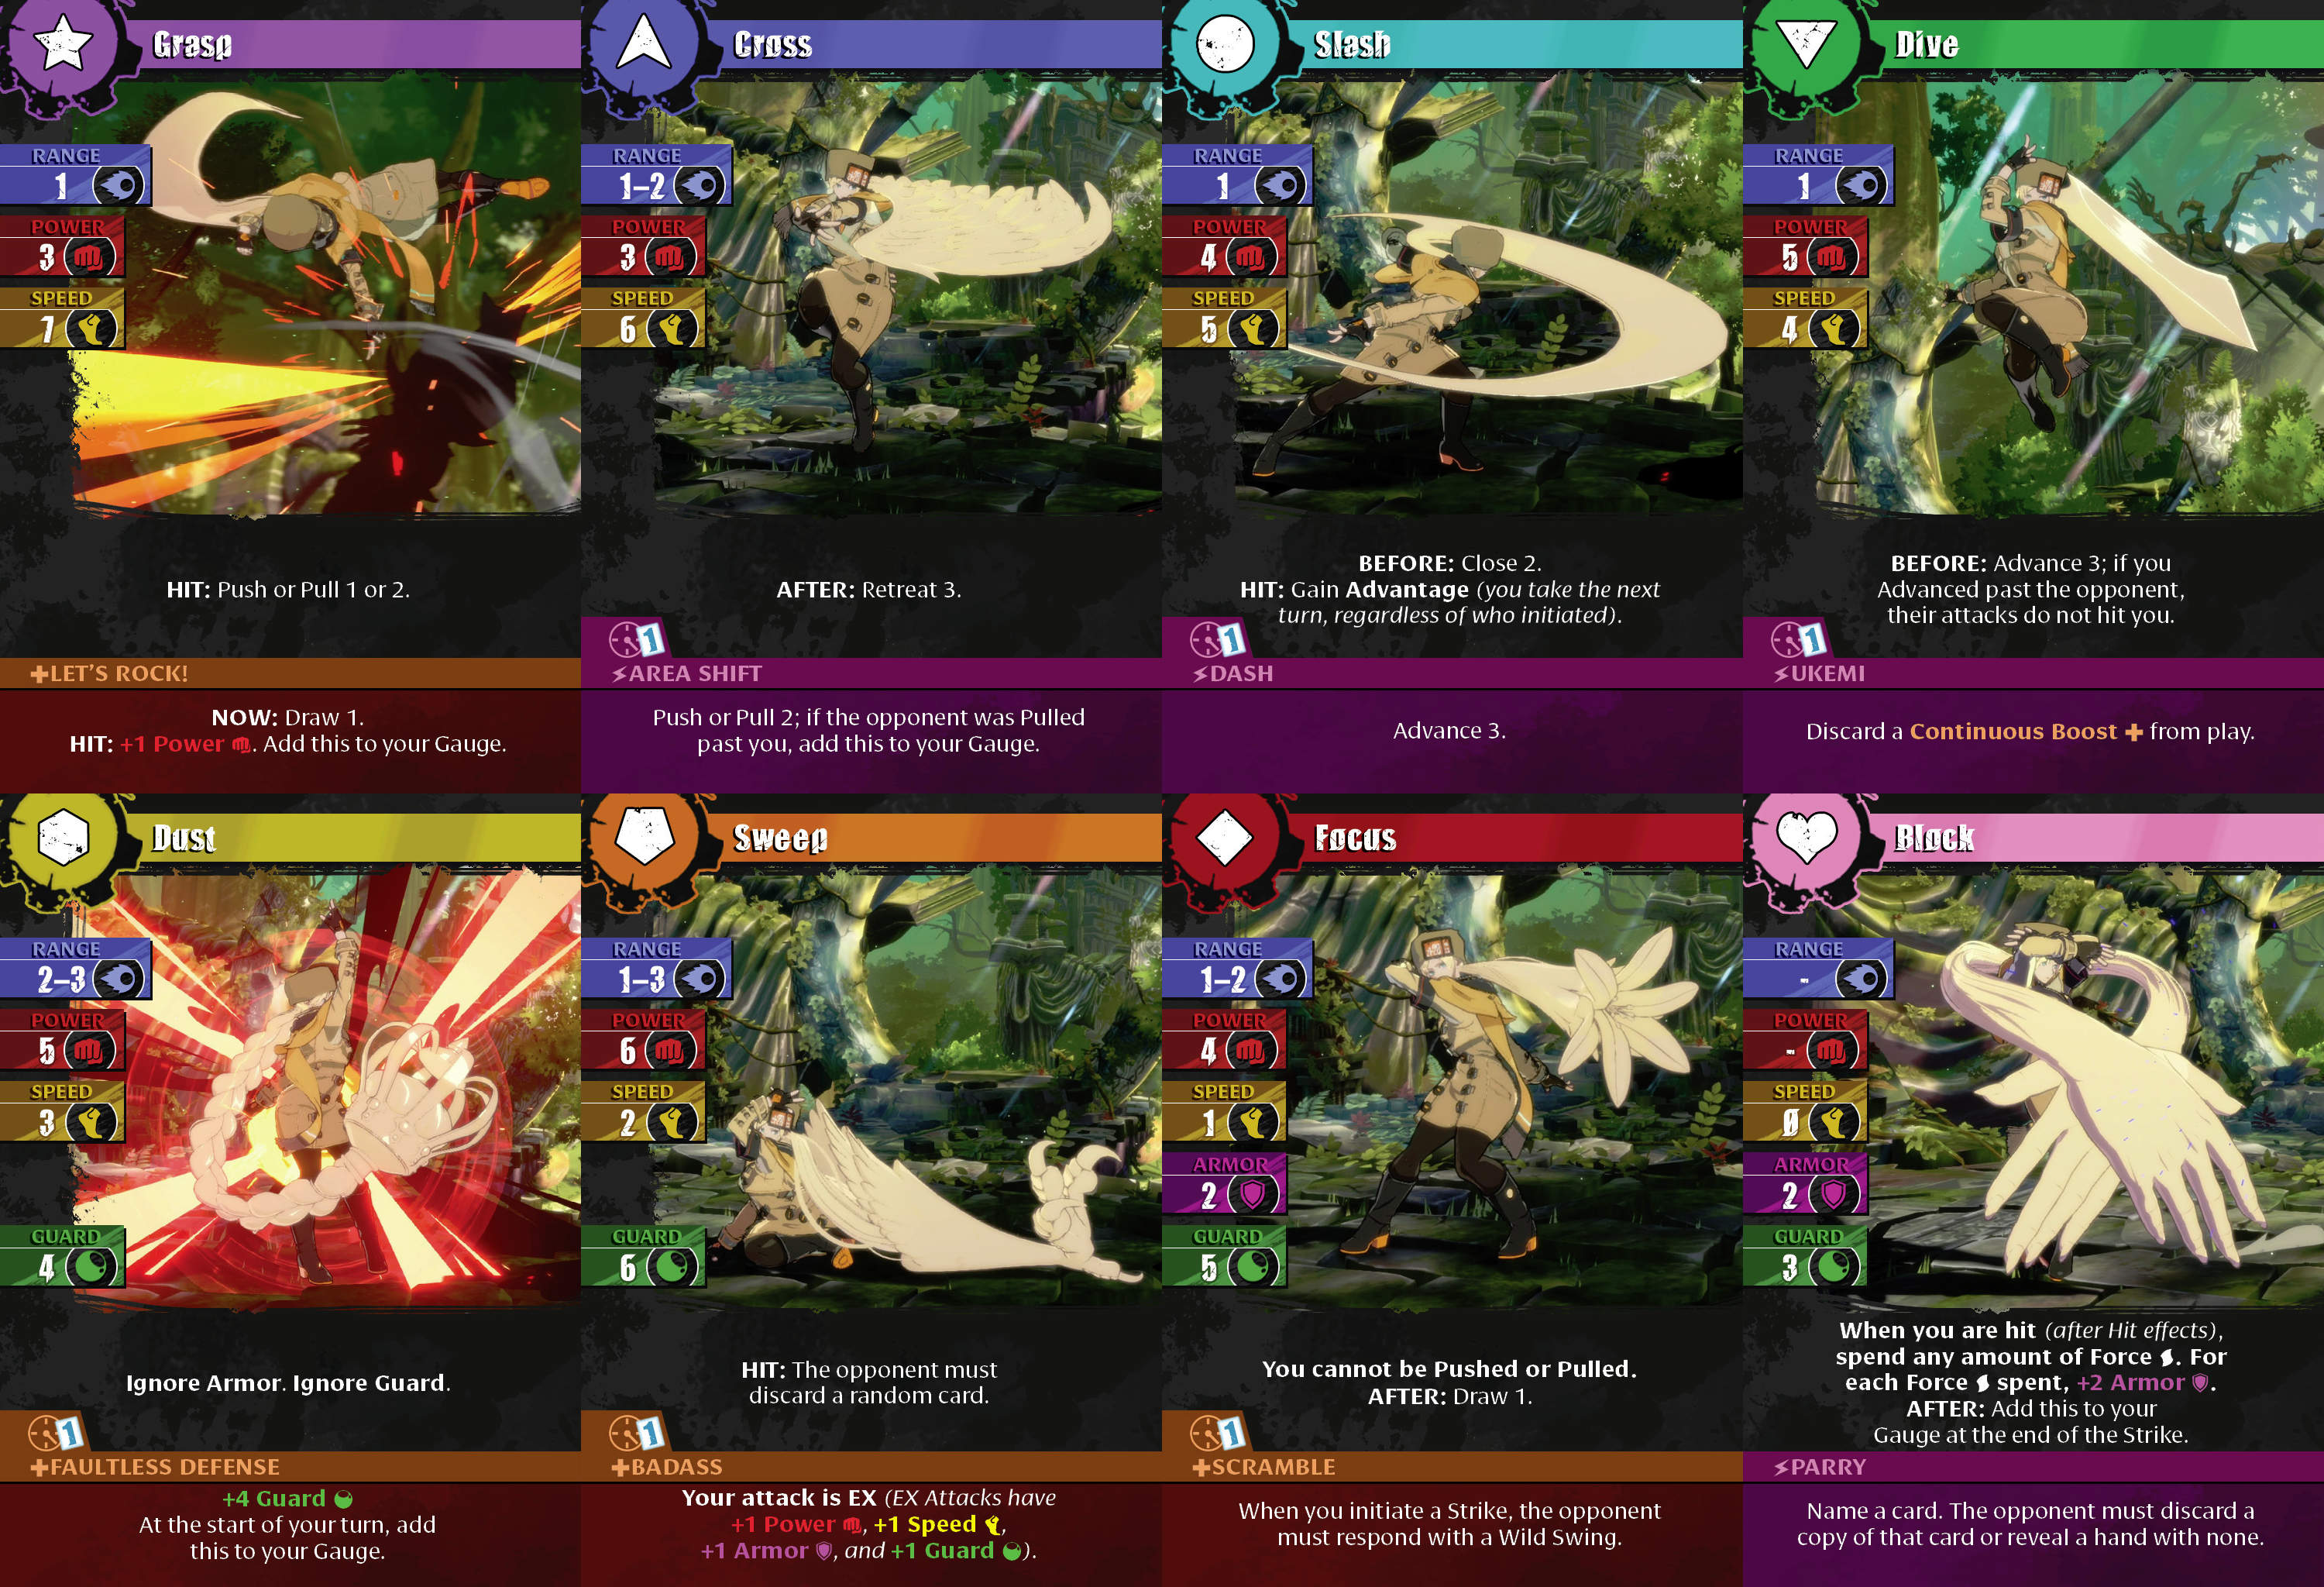 Grasp
RANGE
1
POWER
3
SPEED
7
HIT: Push or Pull 1 or 2.
LET'S ROCK!
NOW: Draw 1.
HIT: +1 Power. Add this to your Gauge.
Cross
RANGE
1–2
POWER
3
SPEED
6
AFTER: Retreat 3.
1
AREA SHIFT
Push or Pull 2; if the opponent was Pulled
past you, add this to your Gauge.
Slash
RANGE
1
POWER
4
SPEED
5
BEFORE: Close 2.
HIT: Gain Advantage (you take the next
turn, regardless of who initiated).
1
DASH
Advance 3.
Dive
RANGE
1
POWER
5
SPEED
4
BEFORE: Advance 3; if you
Advanced past the opponent,
their attacks do not hit you.
1
UKEMI
Discard a Continuous Boost + from play.
Dust
RANGE
2–3
POWER
5
SPEED
3
GUARD
4
Ignore Armor. Ignore Guard.
1
FAULTLESS DEFENSE
+4 Guard
At the start of your turn, add
this to your Gauge.
Sweep
RANGE
1–3
POWER
6
SPEED
2
GUARD
6
HIT: The opponent must
discard a random card.
1
BADASS
Your attack is EX (EX Attacks have
+1 Power, +1 Speed,
+1 Armor, and +1 Guard).
Focus
RANGE
1–2
POWER
4
SPEED
1
ARMOR
2
GUARD
5
You cannot be Pushed or Pulled.
AFTER: Draw 1.
1
SCRAMBLE
When you initiate a Strike, the opponent
must respond with a Wild Swing.
Block
RANGE
-
POWER
-
SPEED
0
ARMOR
2
GUARD
3
When you are hit (after Hit effects),
spend any amount of Force. For
each Force spent, +2 Armor.
AFTER: Add this to your
Gauge at the end of the Strike.
PARRY
Name a card. The opponent must discard a
copy of that card or reveal a hand with none.